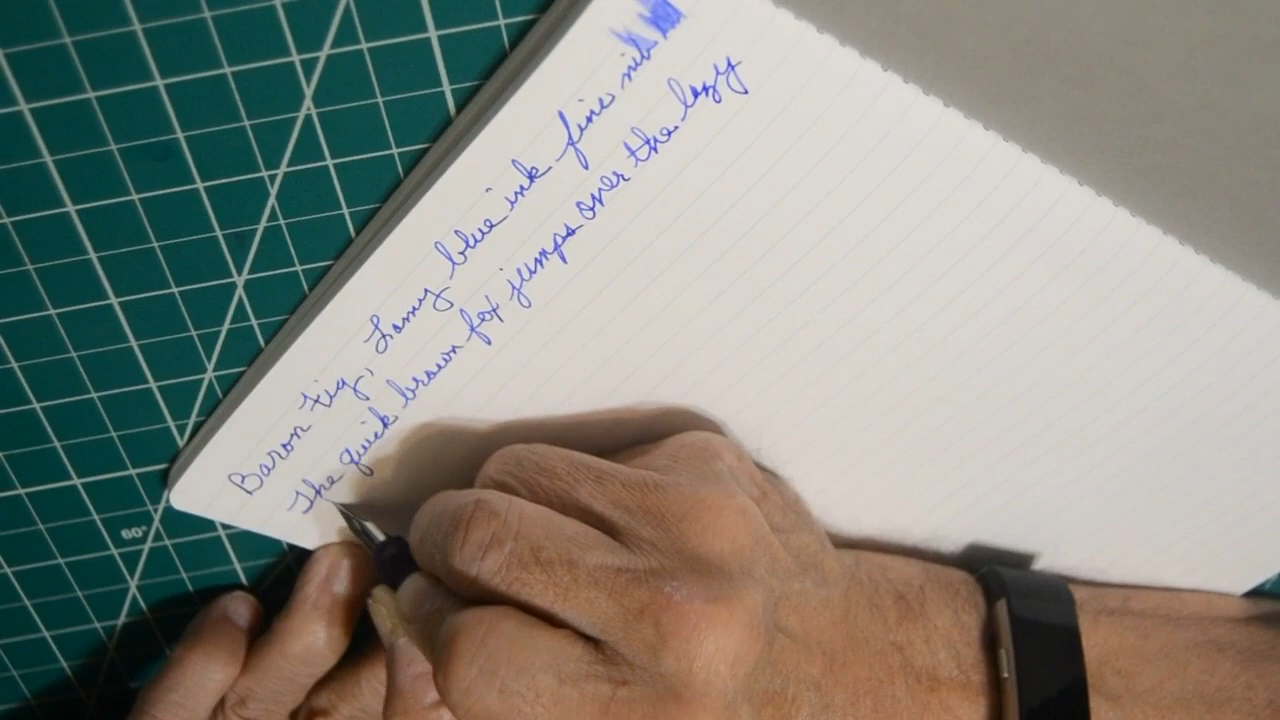 Baron Fig, Lamy blue ink fine nib
The quick brown fox jumps over the lazy
60°